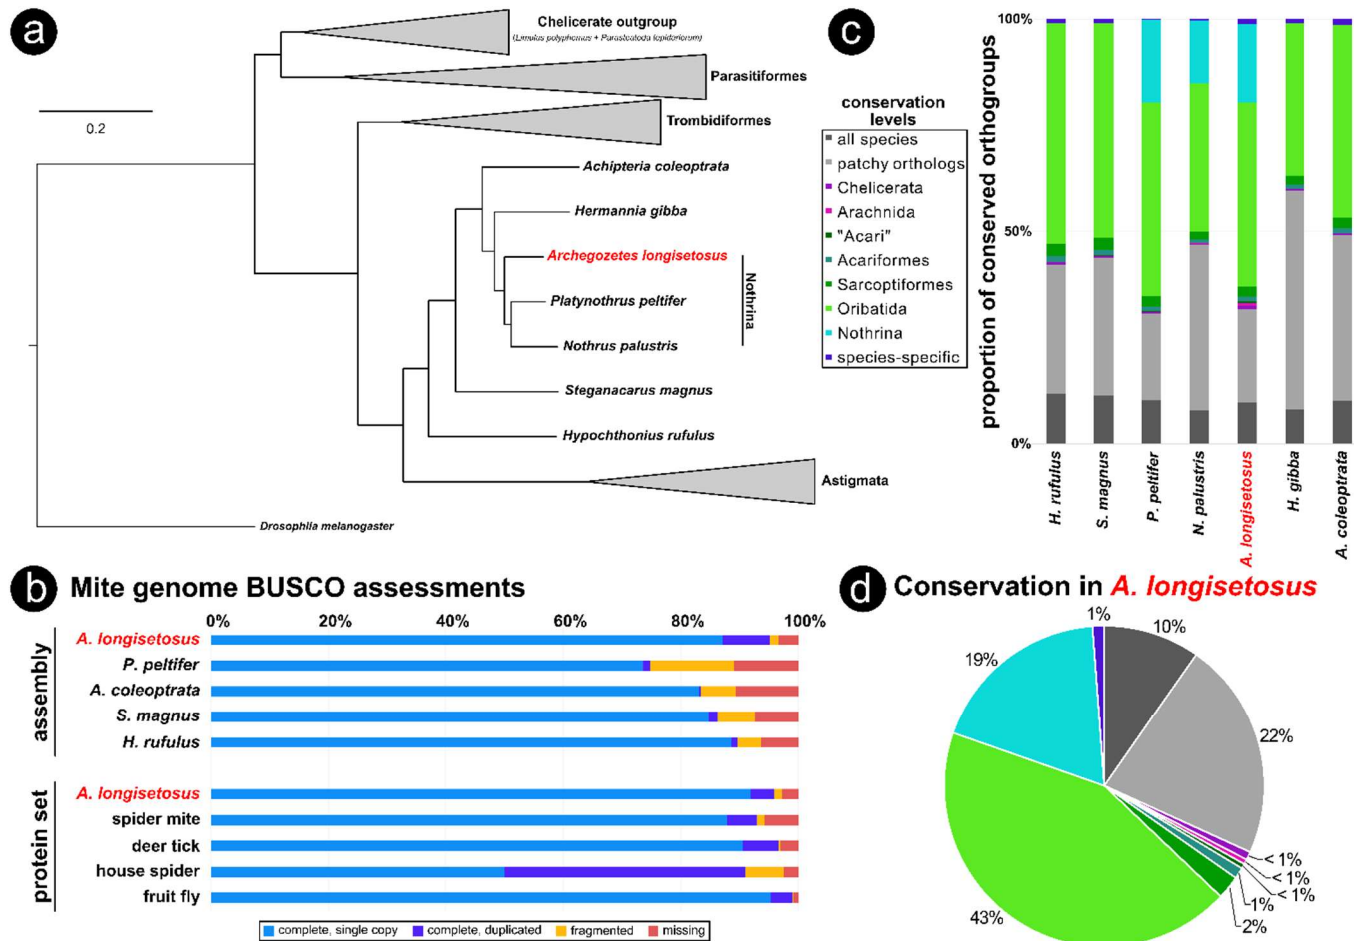 a
Chelicerate outgroup
(Limulus polyphemus + Parasteatoda tepidariorum)
Parasitiformes
0.2
Trombidiformes
Achipteria coleoptrata
Hermannia gibba
Archegozetes longisetosus
Platynothrus peltifer
Nothrus palustris
Nothrina
Steganacarus magnus
Hypochthonius rufulus
Astigmata
Drosophila melanogaster
c
conservation
levels
all species
patchy orthologs
Chelicerata
Arachnida
"Acari"
Acariformes
Sarcoptiformes
Oribatida
Nothrina
species-specific
proportion of conserved orthogroups
100%
50%
0%
H. rufulus
S. magnus
P. peltifer
N. palustris
A. longisetosus
H. gibba
A. coleoptrata
b Mite genome BUSCO assessments
0% 20% 40% 60% 80% 100%
assembly
A. longisetosus
P. peltifer
A. coleoptrata
S. magnus
H. rufulus
protein set
A. longisetosus
spider mite
deer tick
house spider
fruit fly
complete, single copy complete, duplicated fragmented missing
d Conservation in A. longisetosus
1%
10%
19%
22%
< 1%
< 1%
< 1%
1%
2%
43%